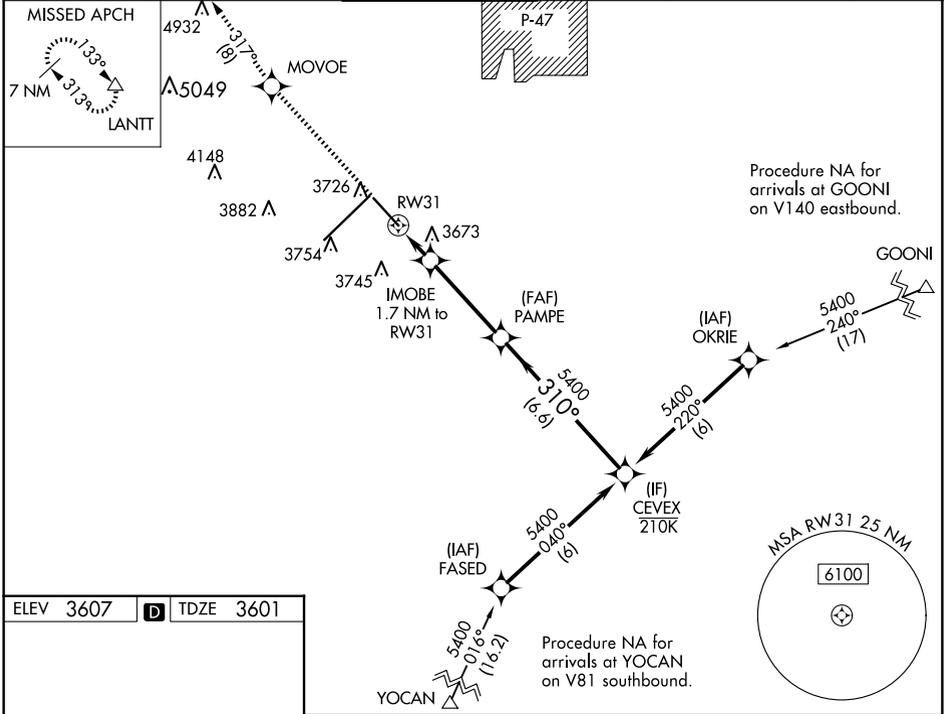 MISSED APCH
133°
313°
7 NM
LANTT
4932
317°
(8)
MOVOE
5049
P-47
4148
3882
3726
RW31
3673
3754
3745
IMOBE
1.7 NM to
RW31
(FAF)
PAMPE
Procedure NA for
arrivals at GOONI
on V140 eastbound.
GOONI
5400
240°
(17)
(IAF)
OKRIE
5400
310°
(6.6)
5400
220°
(6)
(IF)
CEVEX
210K
5400
040°
(6)
(IAF)
FASED
MSA RW31 25 NM
6100
ELEV 3607
D
TDZE 3601
5400
016°
(16.2)
YOCAN
Procedure NA for
arrivals at YOCAN
on V81 southbound.